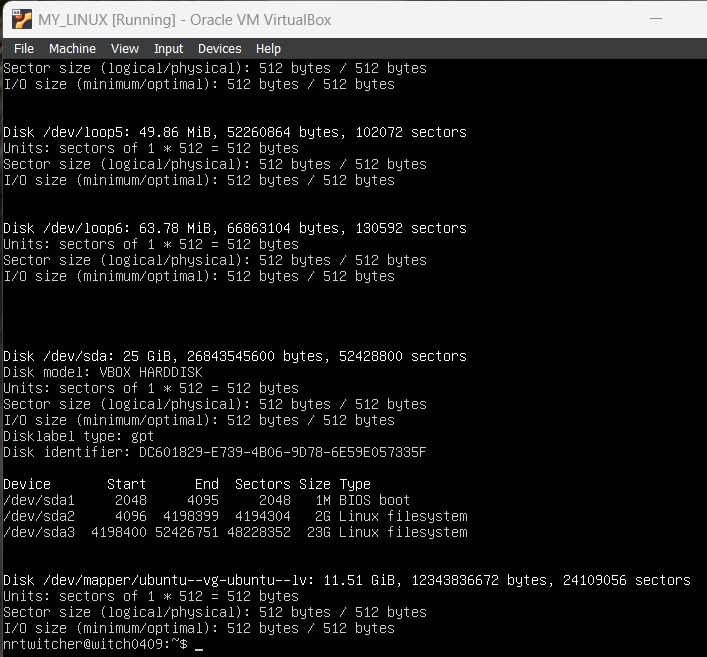 MY_LINUX [Running] - Oracle VM VirtualBox
File Machine View Input Devices Help
Sector size (logical/physical): 512 bytes / 512 bytes
I/O size (minimum/optimal): 512 bytes / 512 bytes
Disk /dev/loop5: 49.86 MiB, 52260864 bytes, 102072 sectors
Units: sectors of 1 * 512 = 512 bytes
Sector size (logical/physical): 512 bytes / 512 bytes
I/O size (minimum/optimal): 512 bytes / 512 bytes
Disk /dev/loop6: 63.78 MiB, 66863104 bytes, 130592 sectors
Units: sectors of 1 * 512 = 512 bytes
Sector size (logical/physical): 512 bytes / 512 bytes
I/O size (minimum/optimal): 512 bytes / 512 bytes
Disk /dev/sda: 25 GiB, 26843545600 bytes, 52428800 sectors
Disk model: VBOX HARDDISK
Units: sectors of 1 * 512 = 512 bytes
Sector size (logical/physical): 512 bytes / 512 bytes
I/O size (minimum/optimal): 512 bytes / 512 bytes
Disklabel type: gpt
Disk identifier: DC601829-E739-4B06-9D78-6E59E057335F
Device Start End Sectors Size Type
/dev/sda1 2048 4095 2048 1M BIOS boot
/dev/sda2 4096 4198399 4194304 2G Linux filesystem
/dev/sda3 4198400 52426751 48228352 23G Linux filesystem
Disk /dev/mapper/ubuntu--vg-ubuntu--lv: 11.51 GiB, 12343836672 bytes, 24109056 sectors
Units: sectors of 1 * 512 = 512 bytes
Sector size (logical/physical): 512 bytes / 512 bytes
I/O size (minimum/optimal): 512 bytes / 512 bytes
nrtwitcher@witch0409:~$ _